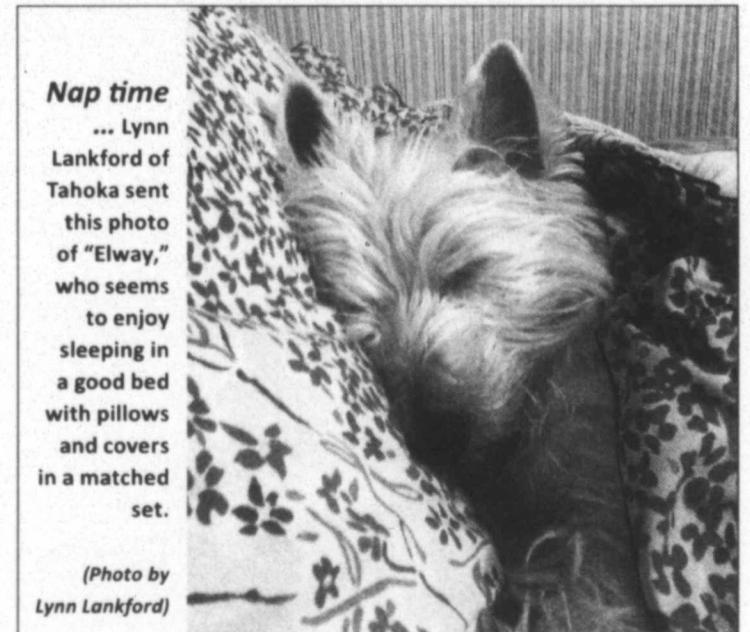 Nap time
... Lynn
Lankford of
Tahoka sent
this photo
of “Elway,”
who seems
to enjoy
sleeping in
a good bed
with pillows
and covers
in a matched
set.
(Photo by
Lynn Lankford)